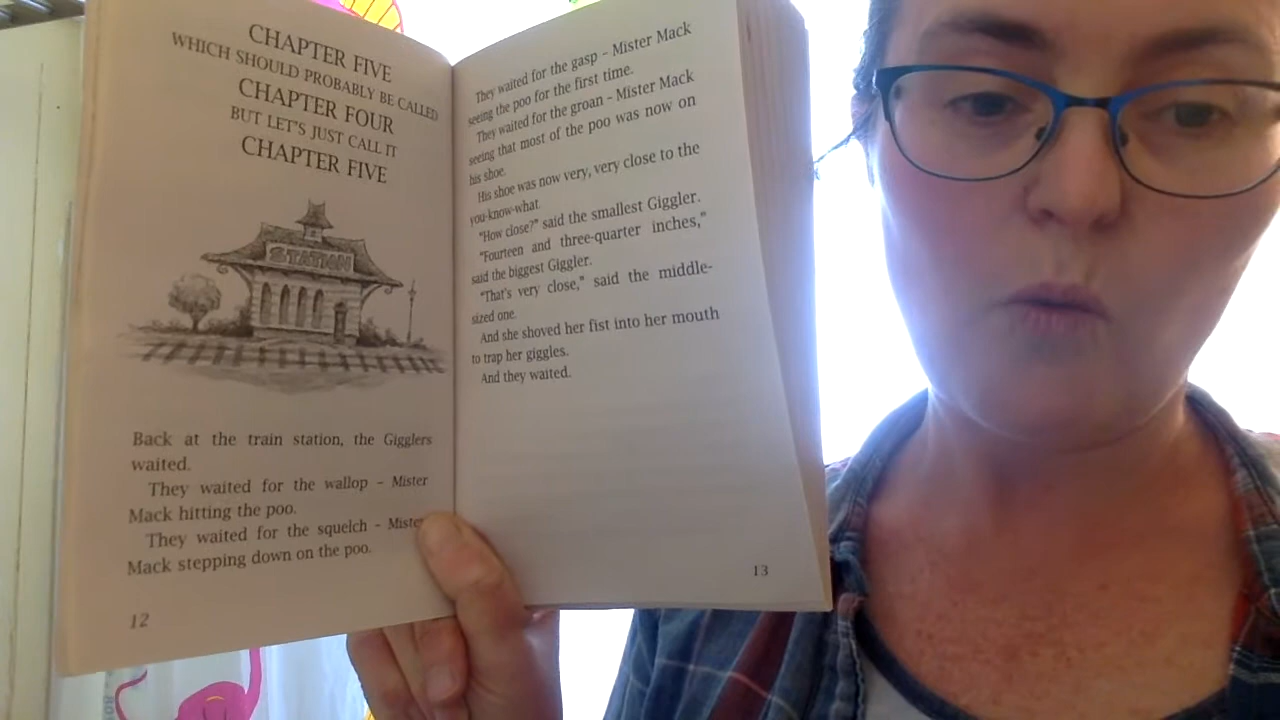 CHAPTER FIVE
WHICH SHOULD PROBABLY BE CALLED
CHAPTER FOUR
BUT LET'S JUST CALL IT
CHAPTER FIVE
STATION
Back at the train station, the Gigglers
waited.
They waited for the wallop – Mister
Mack hitting the poo.
They waited for the squelch – Mister
Mack stepping down on the poo.
12
They waited for the gasp – Mister Mack
seeing the poo for the first time.
They waited for the groan – Mister Mack
seeing that most of the poo was now on
his shoe.
His shoe was now very, very close to the
you-know-what.
"How close?" said the smallest Giggler.
"Fourteen and three-quarter inches,"
said the biggest Giggler.
"That's very close," said the middle-
sized one.
And she shoved her fist into her mouth
to trap her giggles.
And they waited.
13